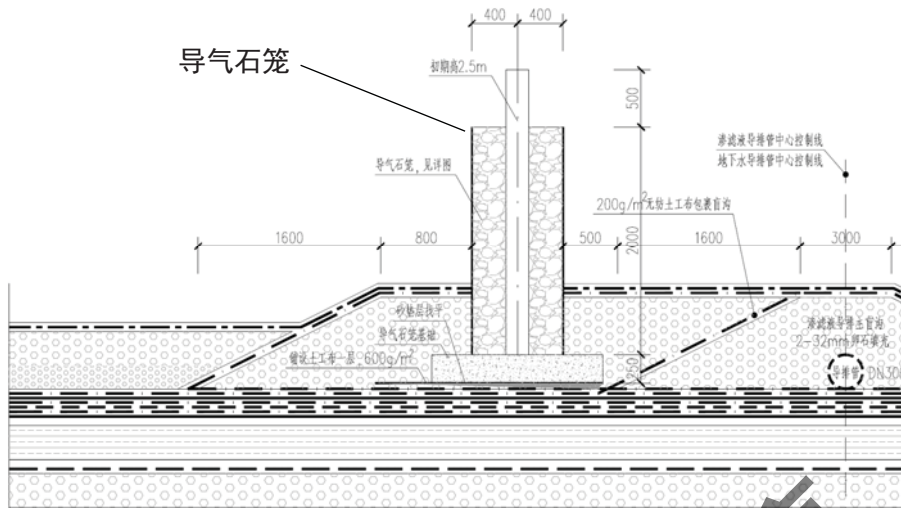 400 400
导气石笼
初期高2.5m
500
渗滤液导排管中心控制线
地下水导排管中心控制线
导气石笼, 见详图
200g/m²无纺土工布包裹盲沟
2000
1600 800 500 1600 3000
砂垫层找平
导气石笼基础
铺设土工布一层, 600g/m²
250
渗滤液导排主盲沟
2-32mm卵石填充
导排管 DN30